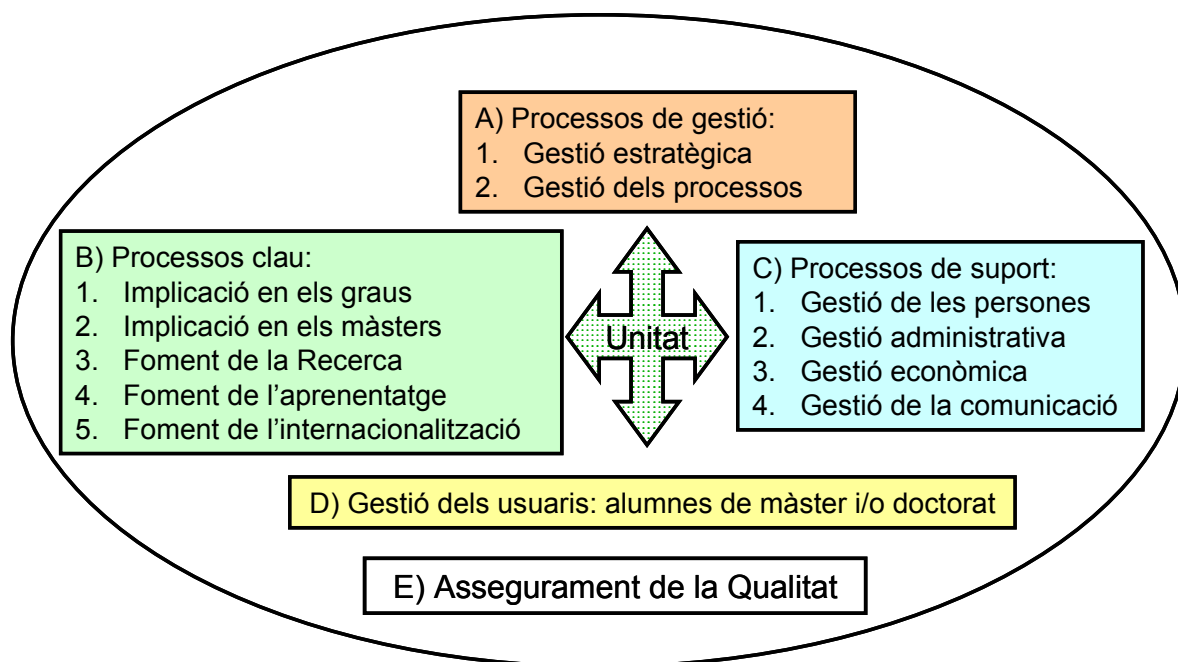 A) Processos de gestió:
1. Gestió estratègica
2. Gestió dels processos
B) Processos clau:
1. Implicació en els graus
2. Implicació en els màsters
3. Foment de la Recerca
4. Foment de l’aprenentatge
5. Foment de l’internacionalització
Unitat
C) Processos de suport:
1. Gestió de les persones
2. Gestió administrativa
3. Gestió econòmica
4. Gestió de la comunicació
D) Gestió dels usuaris: alumnes de màster i/o doctorat
E) Assegurament de la Qualitat